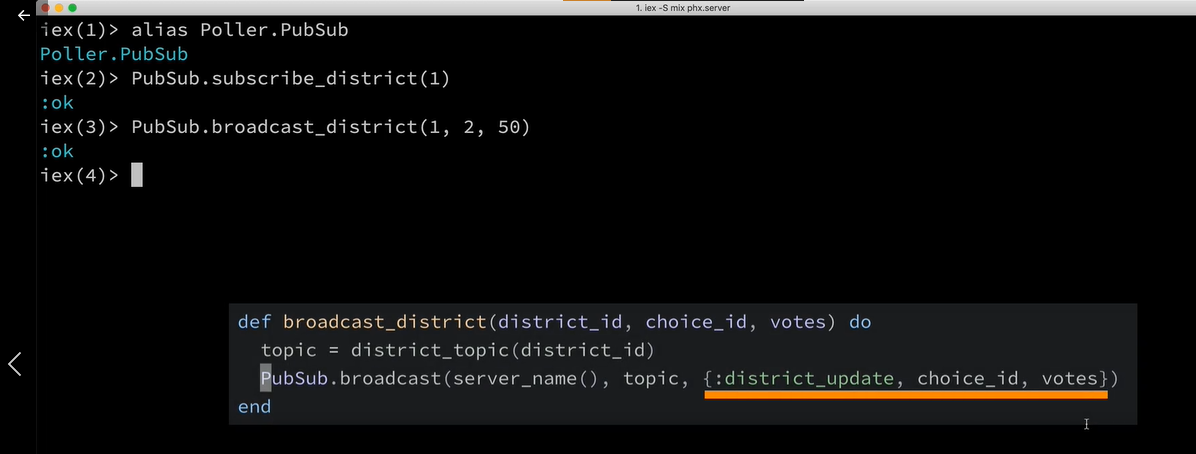 1. iex -S mix phx.server
iex(1)> alias Poller.PubSub
Poller.PubSub
iex(2)> PubSub.subscribe_district(1)
:ok
iex(3)> PubSub.broadcast_district(1, 2, 50)
:ok
iex(4)>
def broadcast_district(district_id, choice_id, votes) do
topic = district_topic(district_id)
PubSub.broadcast(server_name(), topic, {:district_update, choice_id, votes})
end